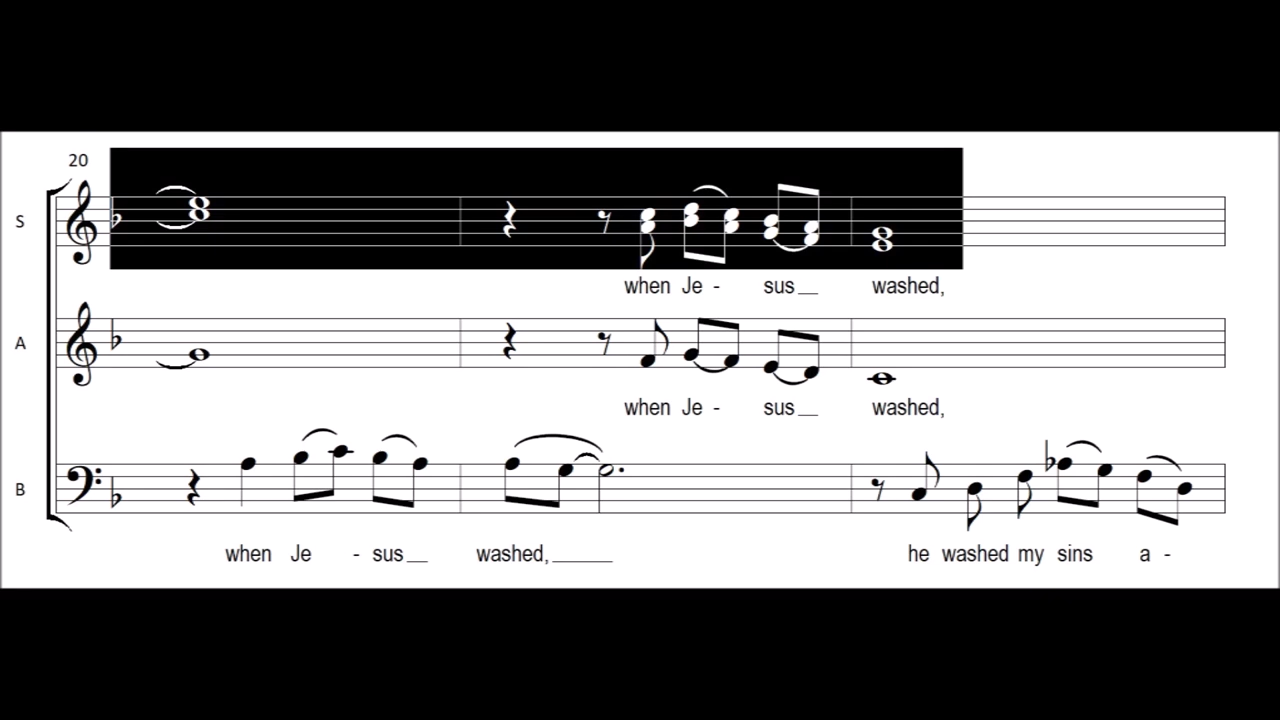 20
S
when Je - sus__ washed,
A
when Je - sus__ washed,
B
when Je - sus__ washed,_____ he washed my sins a -